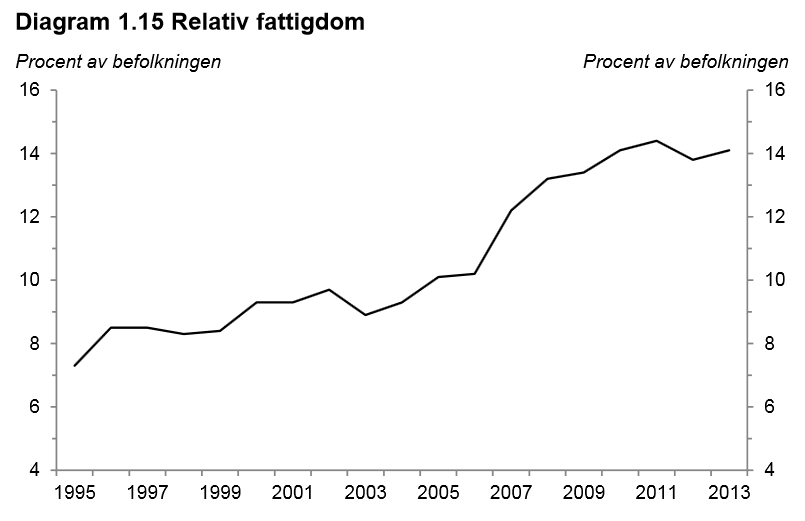 Diagram 1.15 Relativ fattigdom
Procent av befolkningen Procent av befolkningen
16 16
14 14
12 12
10 10
8 8
6 6
4 4
1995 1997 1999 2001 2003 2005 2007 2009 2011 2013